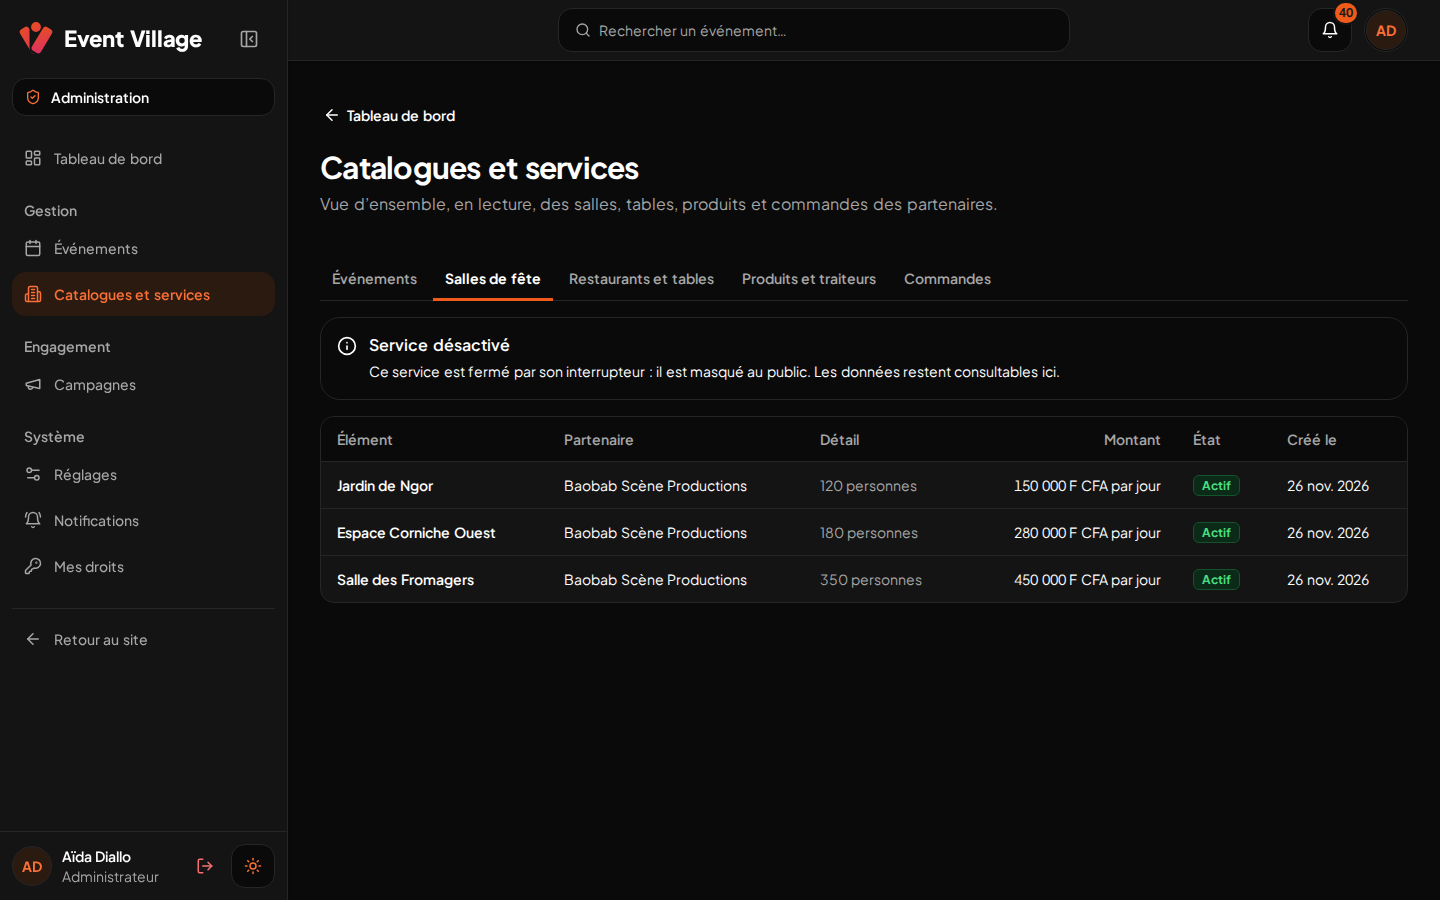 Event Village
Rechercher un événement…
40
AD
Administration
Tableau de bord
Gestion
Événements
Catalogues et services
Engagement
Campagnes
Système
Réglages
Notifications
Mes droits
Retour au site
AD
Aïda Diallo
Administrateur
Tableau de bord
Catalogues et services
Vue d’ensemble, en lecture, des salles, tables, produits et commandes des partenaires.
Événements Salles de fête Restaurants et tables Produits et traiteurs Commandes
Service désactivé
Ce service est fermé par son interrupteur : il est masqué au public. Les données restent consultables ici.
Élément Partenaire Détail Montant État Créé le
Jardin de Ngor Baobab Scène Productions 120 personnes 150 000 F CFA par jour Actif 26 nov. 2026
Espace Corniche Ouest Baobab Scène Productions 180 personnes 280 000 F CFA par jour Actif 26 nov. 2026
Salle des Fromagers Baobab Scène Productions 350 personnes 450 000 F CFA par jour Actif 26 nov. 2026